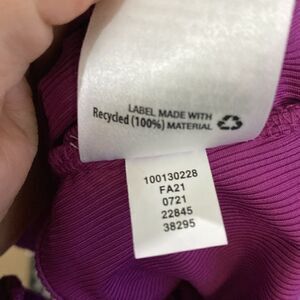 LABEL MADE WITH
Recycled (100%) MATERIAL
100130228
FA21
0721
22845
38295